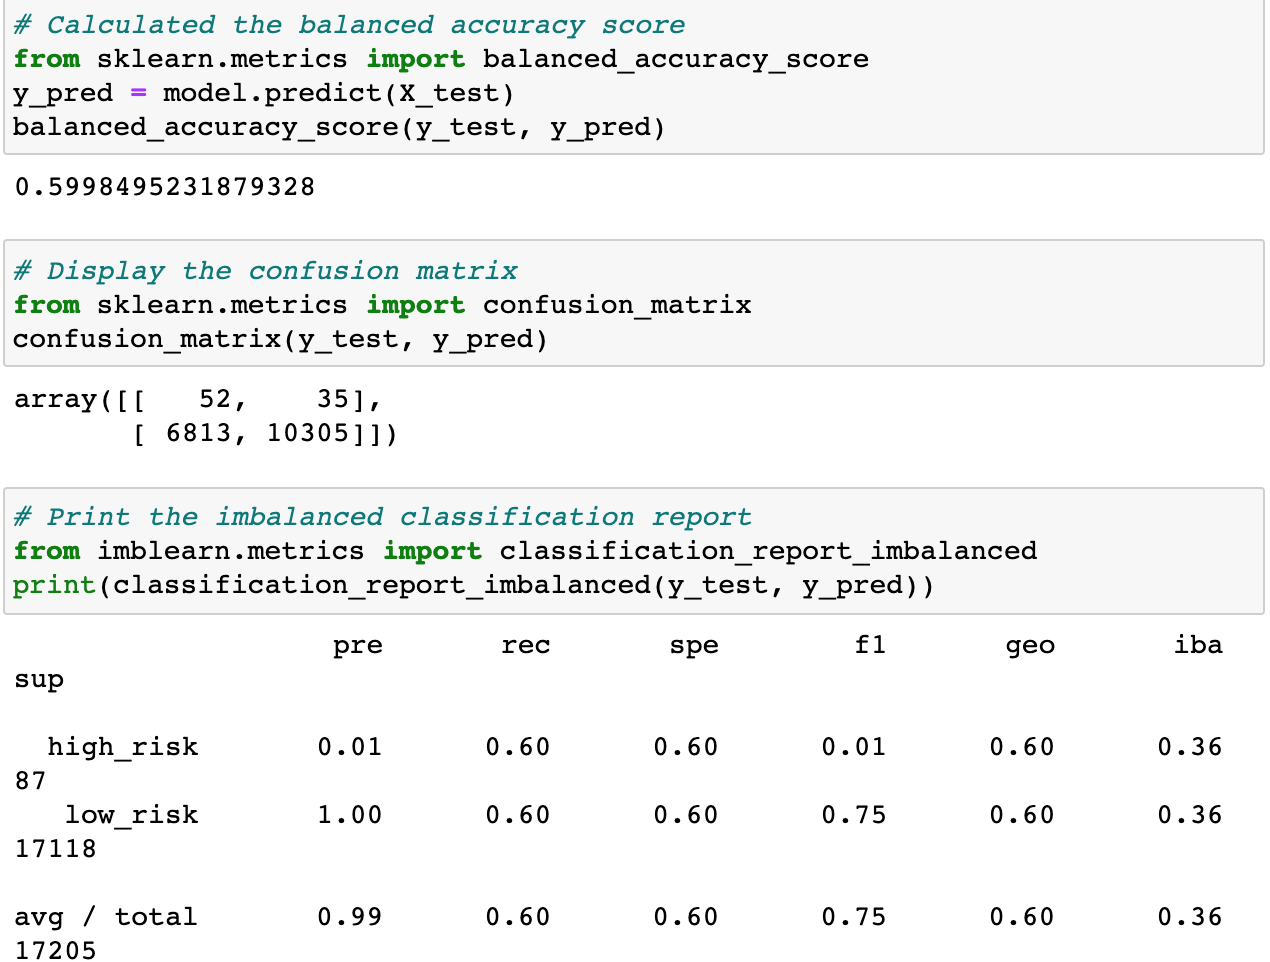 # Calculated the balanced accuracy score
from sklearn.metrics import balanced_accuracy_score
y_pred = model.predict(X_test)
balanced_accuracy_score(y_test, y_pred)
0.5998495231879328
# Display the confusion matrix
from sklearn.metrics import confusion_matrix
confusion_matrix(y_test, y_pred)
array([[   52,    35],
       [ 6813, 10305]])
# Print the imbalanced classification report
from imblearn.metrics import classification_report_imbalanced
print(classification_report_imbalanced(y_test, y_pred))
                   pre       rec       spe        f1       geo       iba
sup
  high_risk       0.01      0.60      0.60      0.01      0.60      0.36
87
   low_risk       1.00      0.60      0.60      0.75      0.60      0.36
17118
avg / total       0.99      0.60      0.60      0.75      0.60      0.36
17205